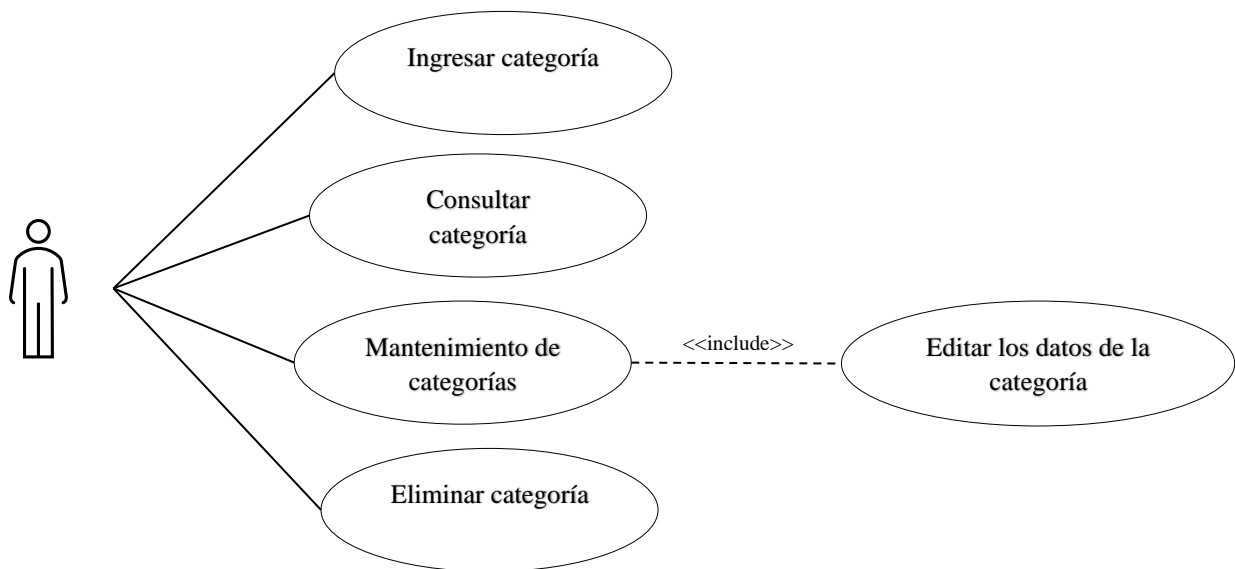 Ingresar categoría
Consultar
categoría
Mantenimiento de
categorías
<<include>>
Editar los datos de la
categoría
Eliminar categoría